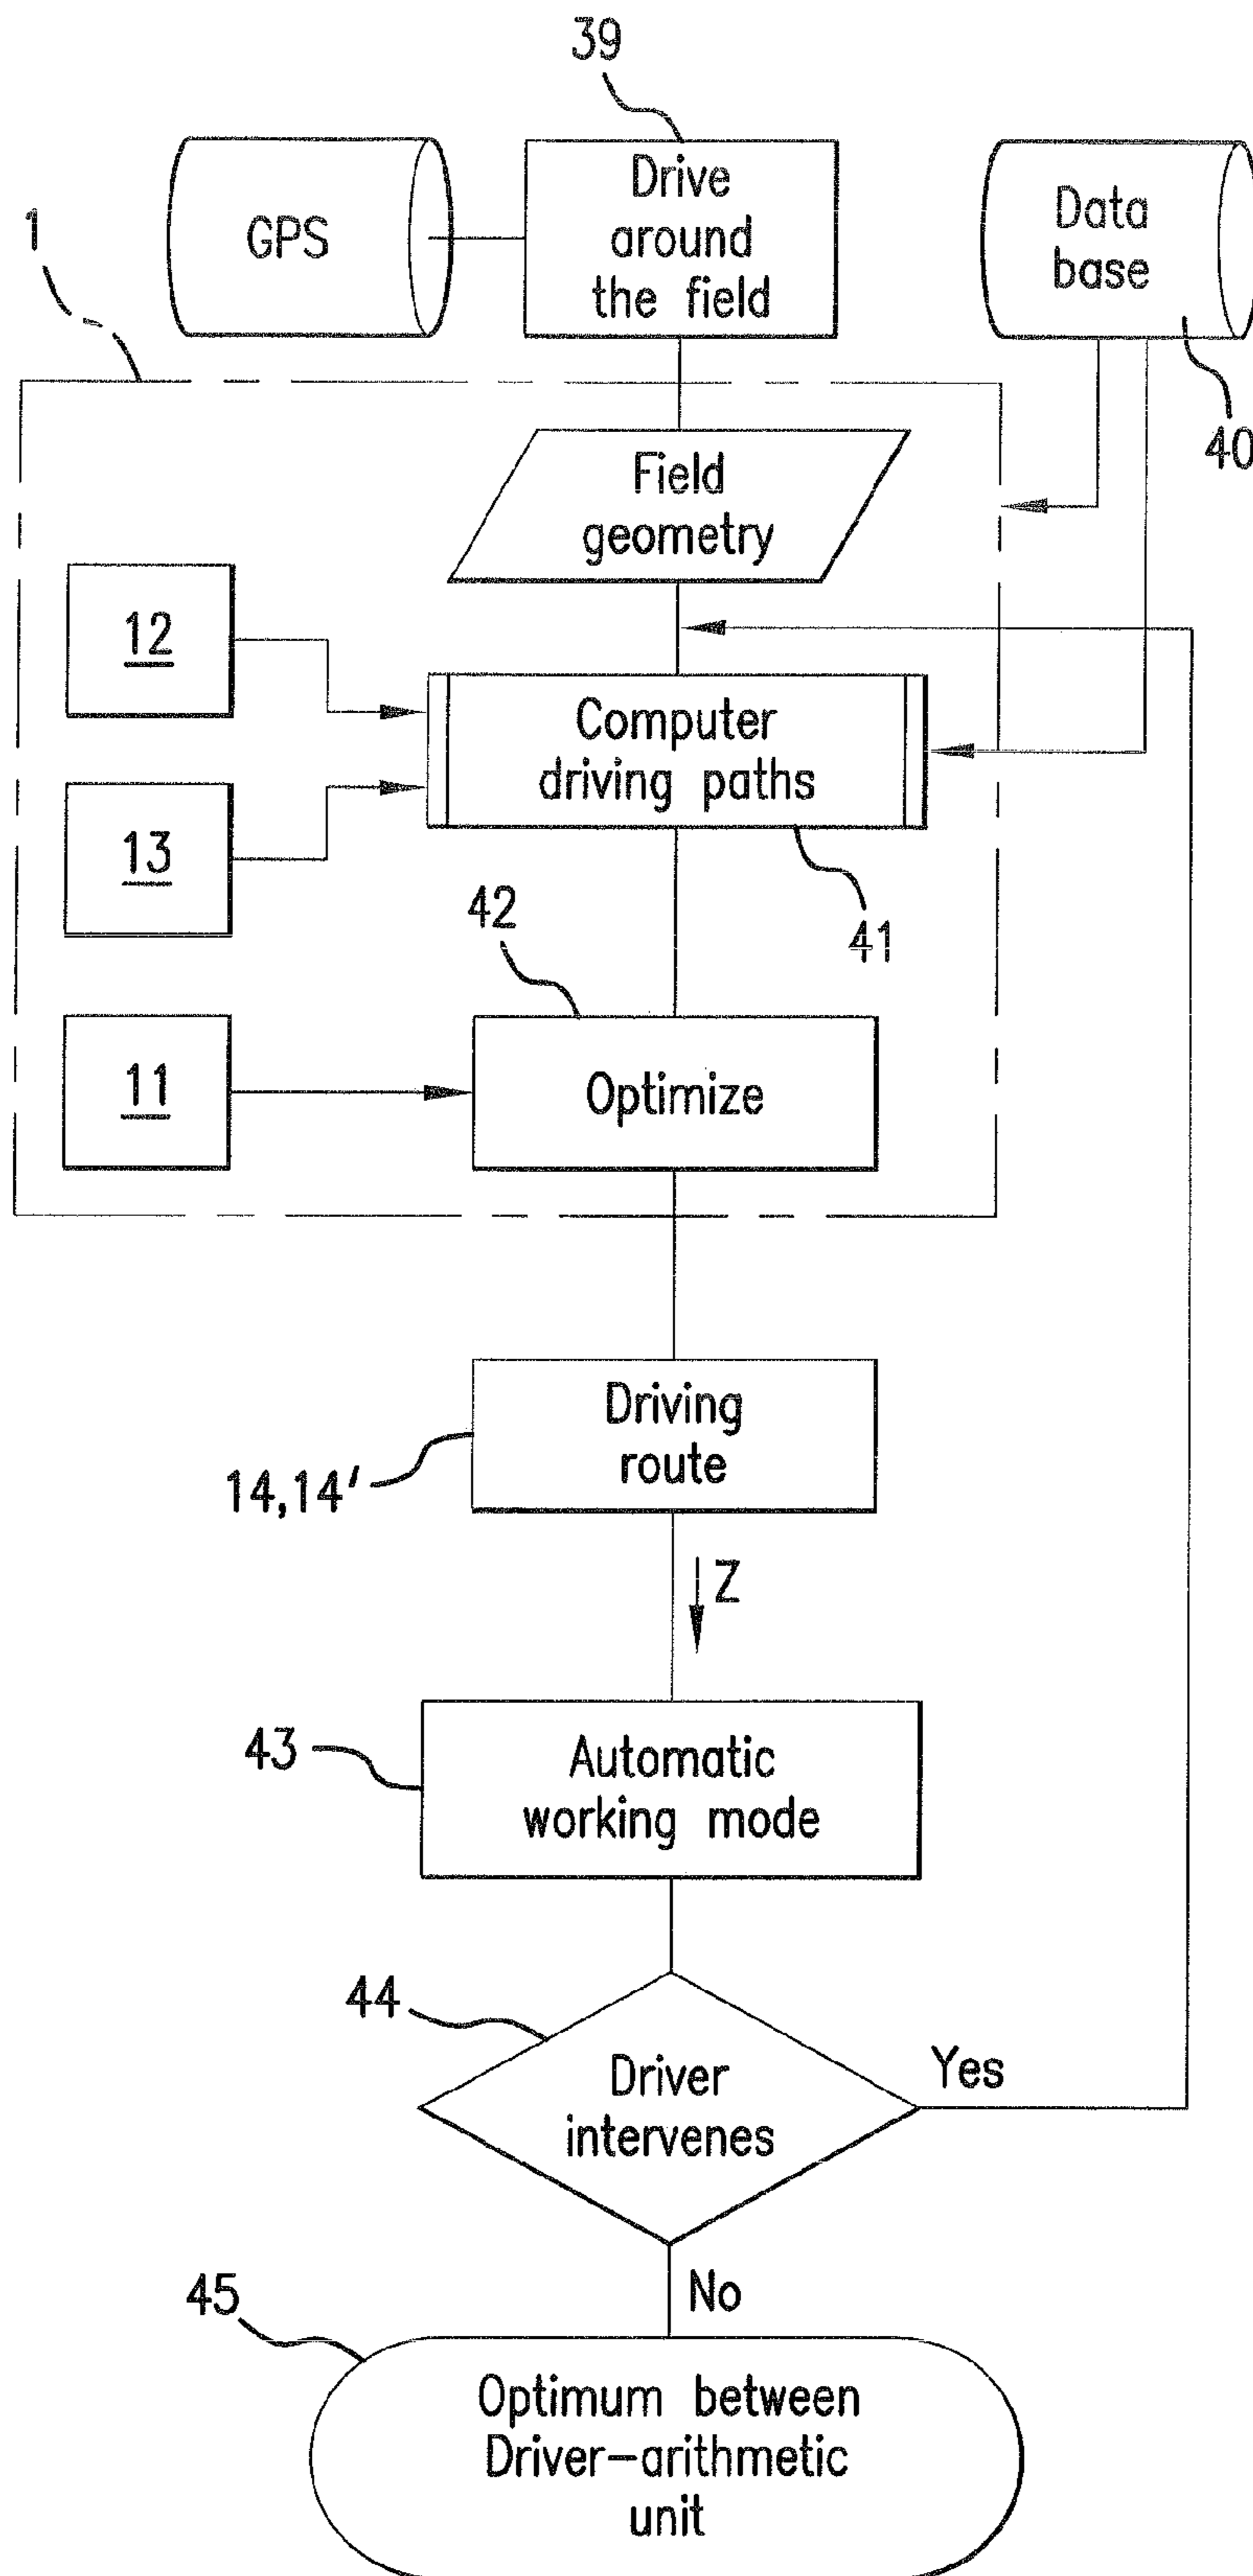 39
GPS
Drive
around
the field
Data
base
1
40
Field
geometry
12
Computer
driving paths
13
41
42
11
Optimize
Driving
route
14,14'
Z
43
Automatic
working mode
44
Driver
intervenes
Yes
45
No
Optimum between
Driver-arithmetic
unit